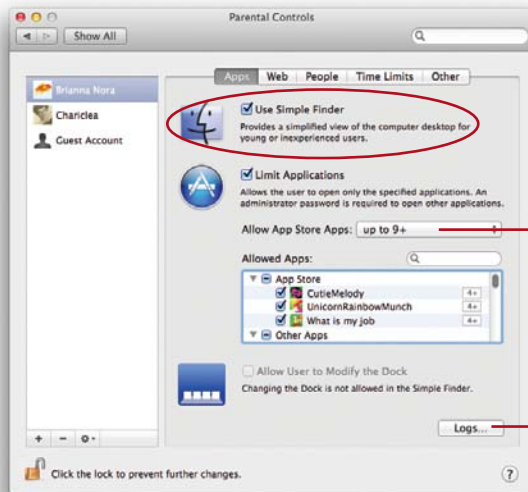 Parental Controls
Show All
Brianna Nora
Chariclea
Guest Account
Apps Web People Time Limits Other
Use Simple Finder
Provides a simplified view of the computer desktop for
young or inexperienced users.
Limit Applications
Allows the user to open only the specified applications. An
administrator password is required to open other applications.
Allow App Store Apps: up to 9+
Allowed Apps:
App Store
CutieMelody 4+
UnicornRainbowMunch 4+
What is my job 4+
Other Apps
Allow User to Modify the Dock
Changing the Dock is not allowed in the Simple Finder.
Logs...
Click the lock to prevent further changes. ?